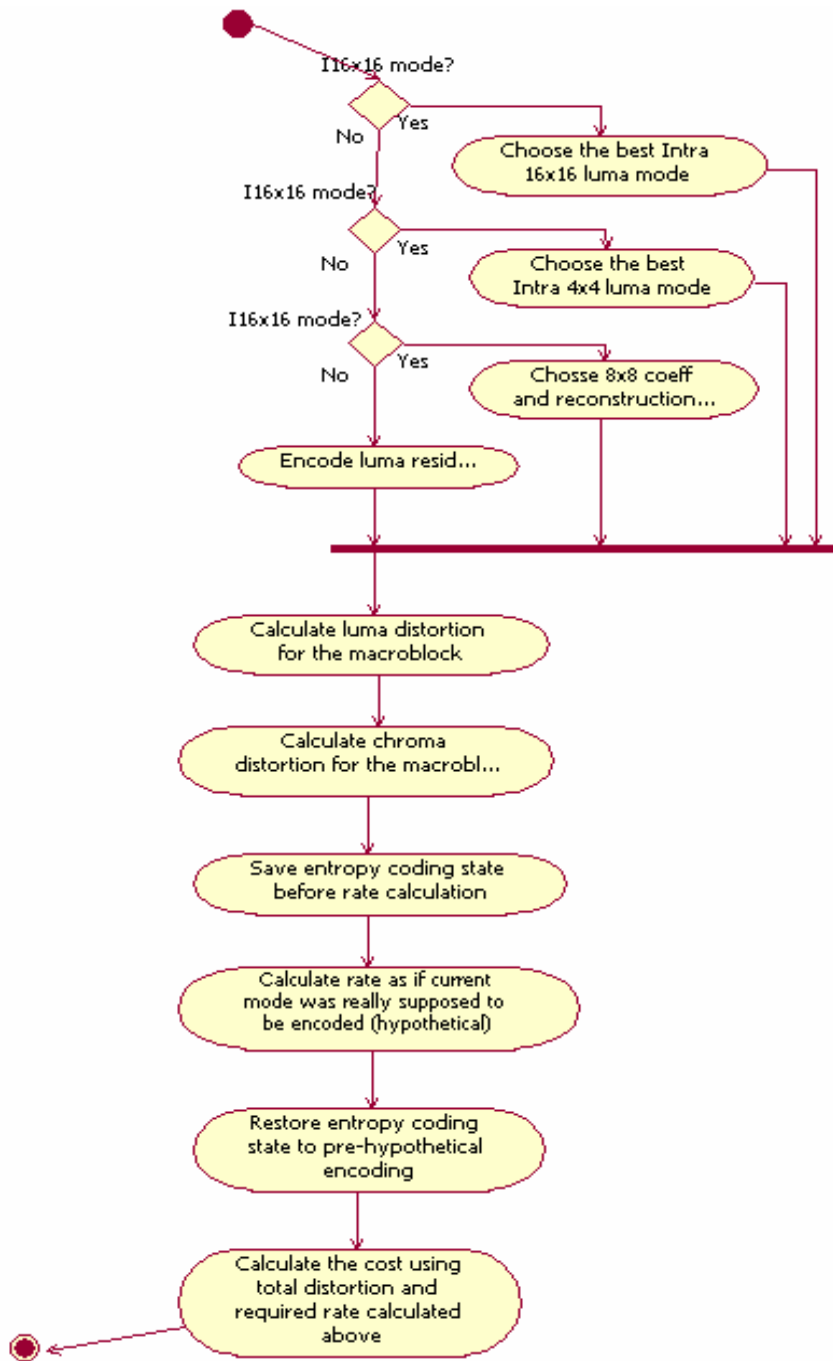 I16x16 mode?
Yes
No
Choose the best Intra
16x16 luma mode
I16x16 mode?
Yes
No
Choose the best
Intra 4x4 luma mode
I16x16 mode?
Yes
No
Chosse 8x8 coeff
and reconstruction...
Encode luma resid...
Calculate luma distortion
for the macroblock
Calculate chroma
distortion for the macrobl...
Save entropy coding state
before rate calculation
Calculate rate as if current
mode was really supposed to
be encoded (hypothetical)
Restore entropy coding
state to pre-hypothetical
encoding
Calculate the cost using
total distortion and
required rate calculated
above